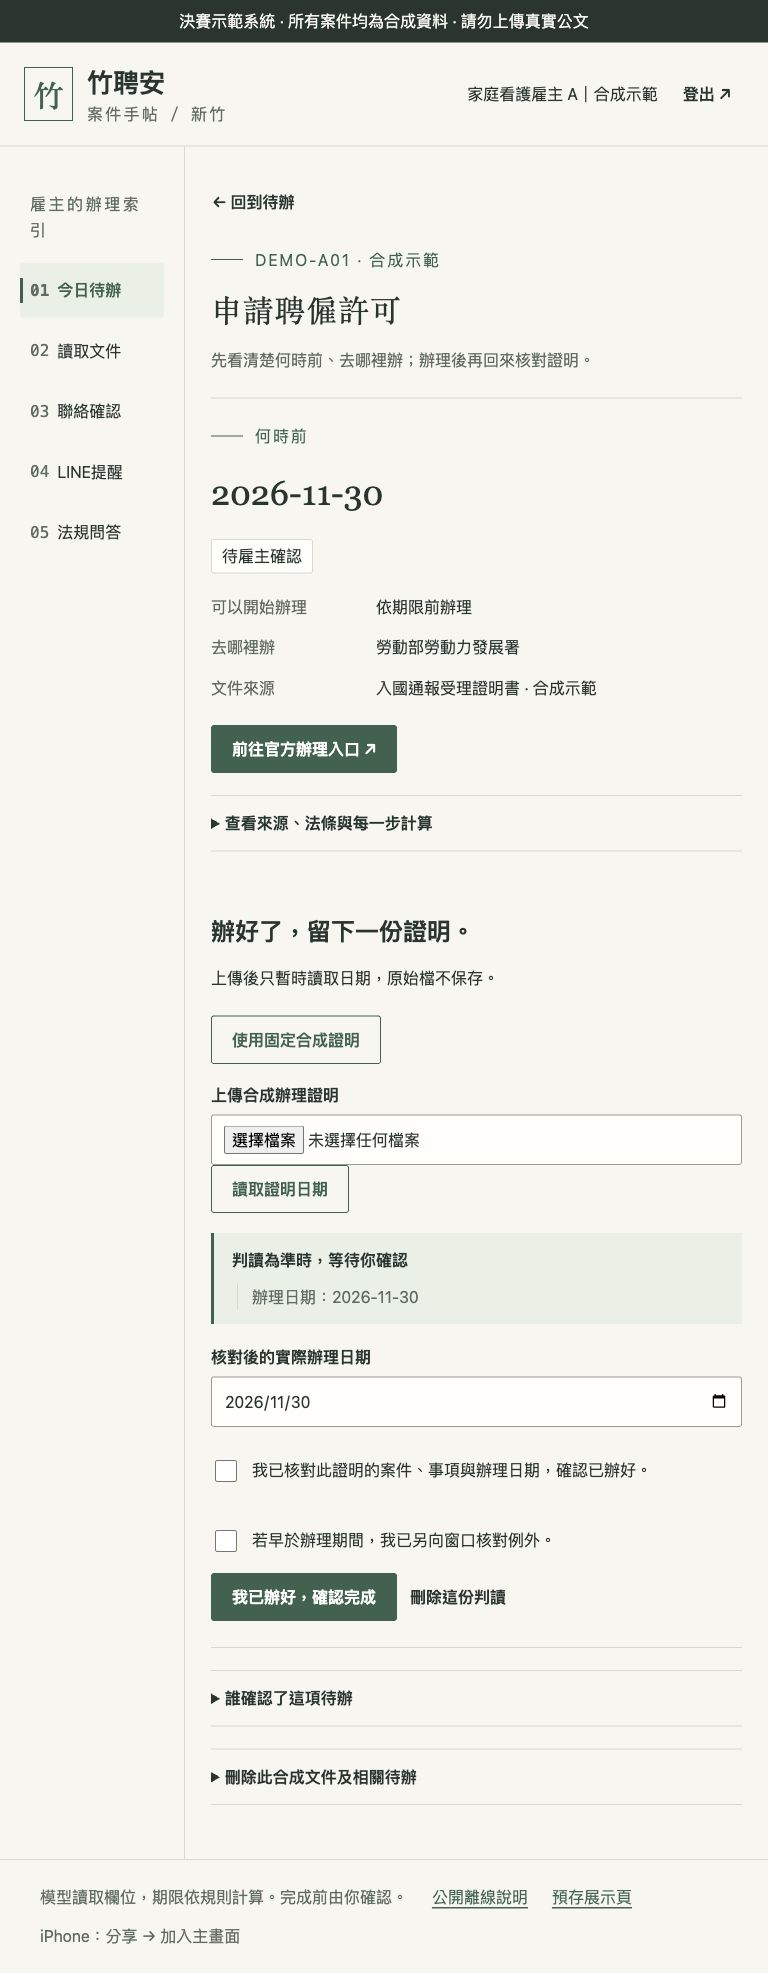 決賽示範系統 · 所有案件均為合成資料 · 請勿上傳真實公文
竹
竹聘安
案件手帖 / 新竹
家庭看護雇主 A | 合成示範
登出 ↗
雇主的辦理索
引
01 今日待辦
02 讀取文件
03 聯絡確認
04 LINE提醒
05 法規問答
← 回到待辦
DEMO-A01 · 合成示範
申請聘僱許可
先看清楚何時前、去哪裡辦；辦理後再回來核對證明。
何時前
2026-11-30
待雇主確認
可以開始辦理 依期限前辦理
去哪裡辦 勞動部勞動力發展署
文件來源 入國通報受理證明書 · 合成示範
前往官方辦理入口 ↗
▶ 查看來源、法條與每一步計算
辦好了，留下一份證明。
上傳後只暫時讀取日期，原始檔不保存。
使用固定合成證明
上傳合成辦理證明
選擇檔案 未選擇任何檔案
讀取證明日期
判讀為準時，等待你確認
辦理日期：2026-11-30
核對後的實際辦理日期
2026/11/30
我已核對此證明的案件、事項與辦理日期，確認已辦好。
若早於辦理期間，我已另向窗口核對例外。
我已辦好，確認完成 刪除這份判讀
▶ 誰確認了這項待辦
▶ 刪除此合成文件及相關待辦
模型讀取欄位，期限依規則計算。完成前由你確認。 公開離線說明 預存展示頁
iPhone：分享 → 加入主畫面